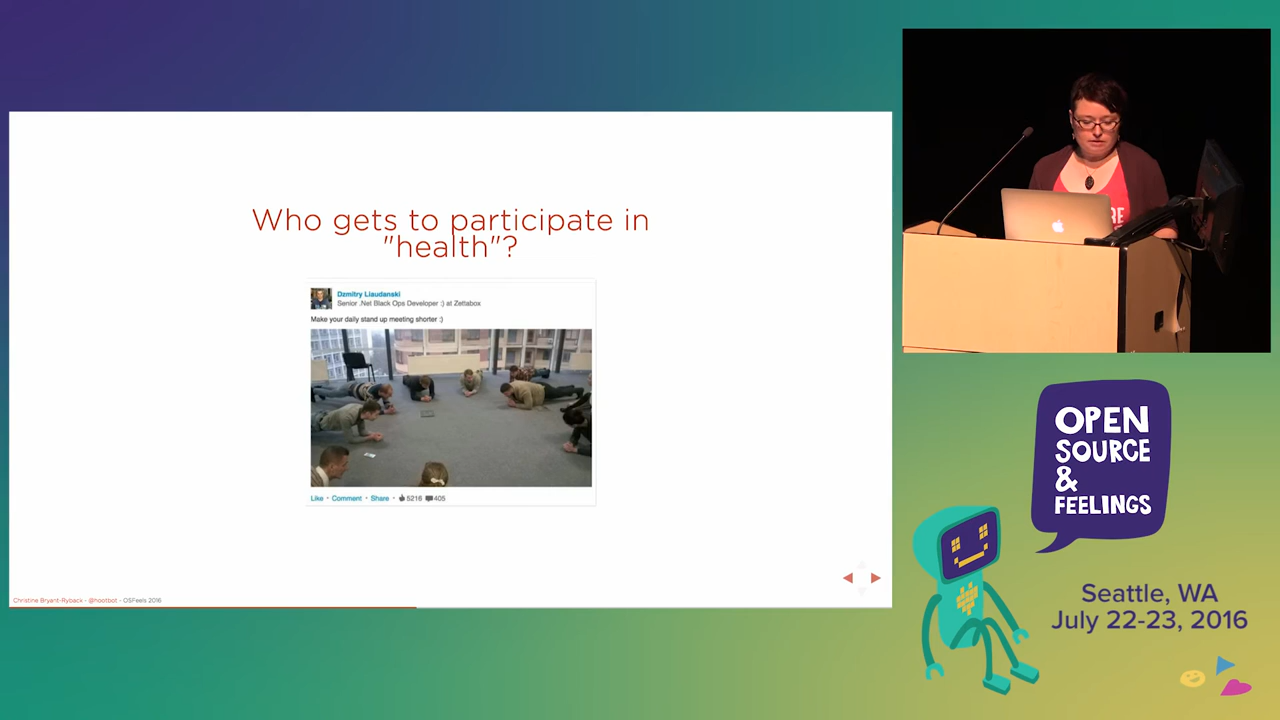 Who gets to participate in
"health"?
Dzmitry Liaudanski
Senior .Net Black Ops Developer :) at Zettabox
Make your daily stand up meeting shorter :)
Like · Comment · Share · 5216 405
Christine Bryant-Ryback - @hootbot - OSFeels 2016
OPEN
SOURCE
&
FEELINGS
Seattle, WA
July 22-23, 2016